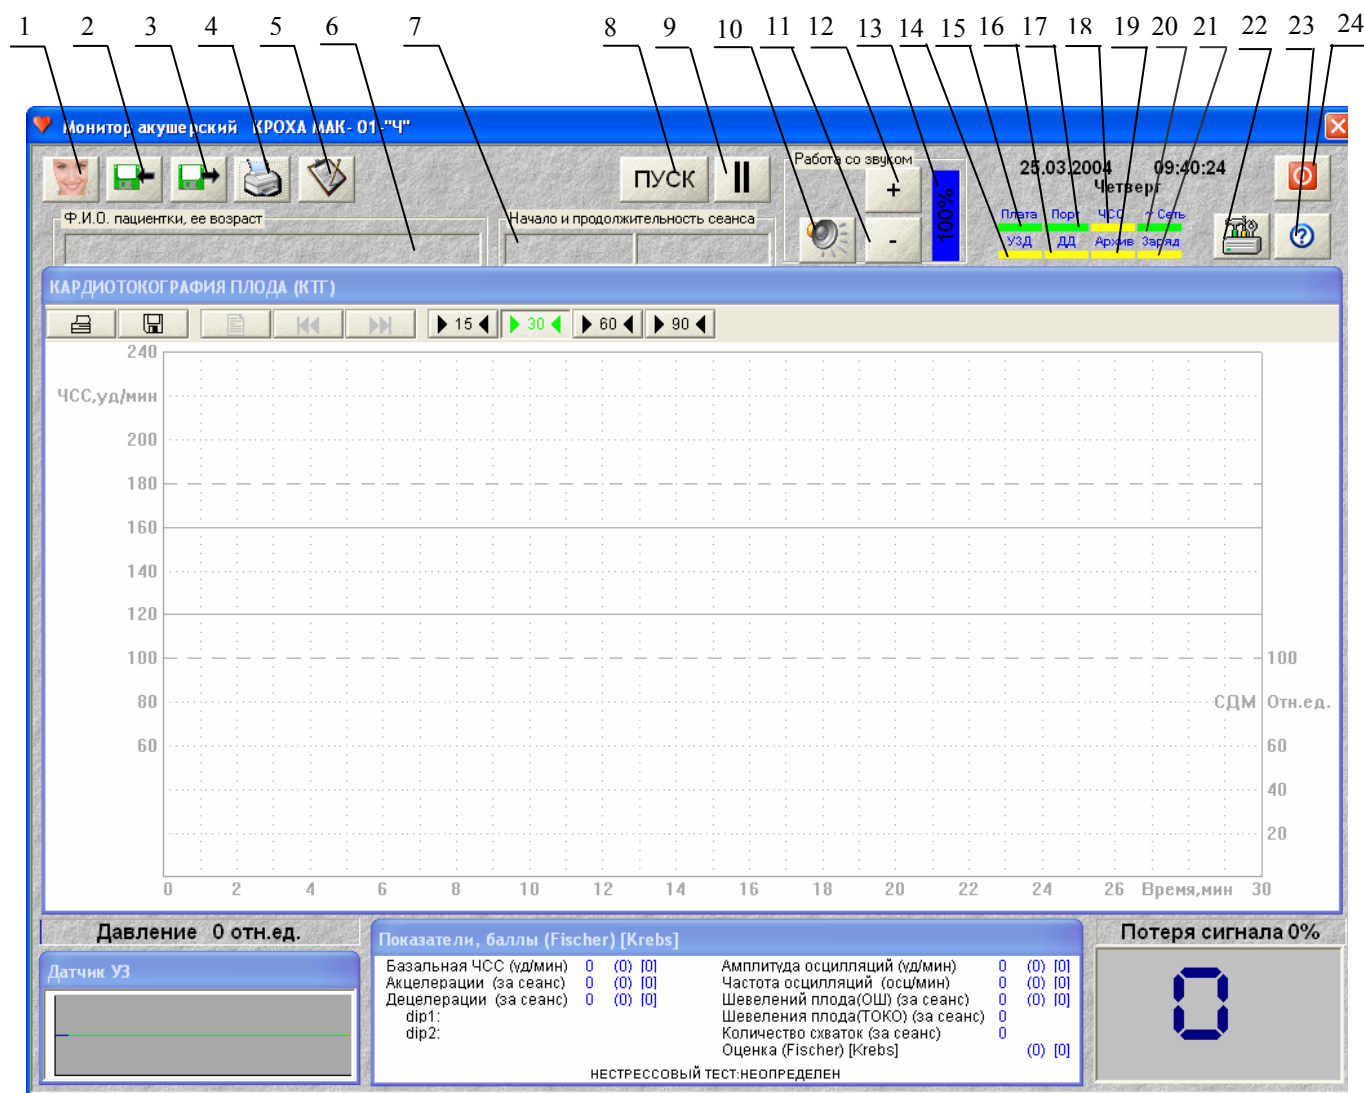 1 2 3 4 5 6 7 8 9 10 11 12 13 14 15 16 17 18 19 20 21 22 23 24
Монитор акушерский КРОХА МАК- 01-"Ч"
ПУСК
Работа со звуком
+
-
100%
25.03.2004 09:40:24
Четверг
Плата Порт ЧСС ~ Сеть
УЗД ДД Архив Заряд
Ф.И.О. пациентки, ее возраст
Начало и продолжительность сеанса
КАРДИОТОКОГРАФИЯ ПЛОДА (КТГ)
15 30 60 90
240
ЧСС,уд/мин
200
180
160
140
120
100 100
80 СДМ Отн.ед.
60 60
40
20
0 2 4 6 8 10 12 14 16 18 20 22 24 26 Время,мин 30
Давление 0 отн.ед.
Датчик УЗ
Показатели, баллы (Fischer) [Krebs]
Базальная ЧСС (уд/мин) 0 (0) [0]
Акцелерации (за сеанс) 0 (0) [0]
Децелерации (за сеанс) 0 (0) [0]
dip1:
dip2:
Амплитуда осцилляций (уд/мин) 0 (0) [0]
Частота осцилляций (осц/мин) 0 (0) [0]
Шевелений плода(ОШ) (за сеанс) 0 (0) [0]
Шевеления плода(ТОКО) (за сеанс) 0
Количество схваток (за сеанс) 0
Оценка (Fischer) [Krebs] (0) [0]
НЕСТРЕССОВЫЙ ТЕСТ:НЕОПРЕДЕЛЕН
Потеря сигнала 0%
0